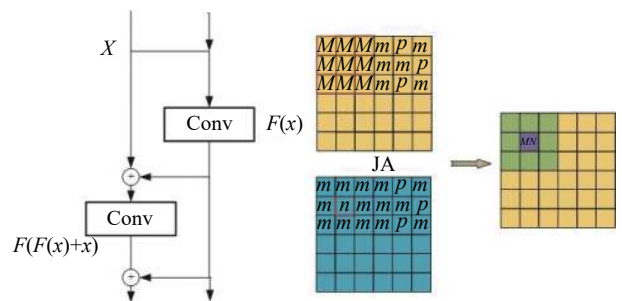 X
Conv
F(x)
Conv
F(F(x)+x)
M M M m p m
M M M m m p
M M M m p m
JA
m m m m p m
m n m m m p
m m m m p m
MN